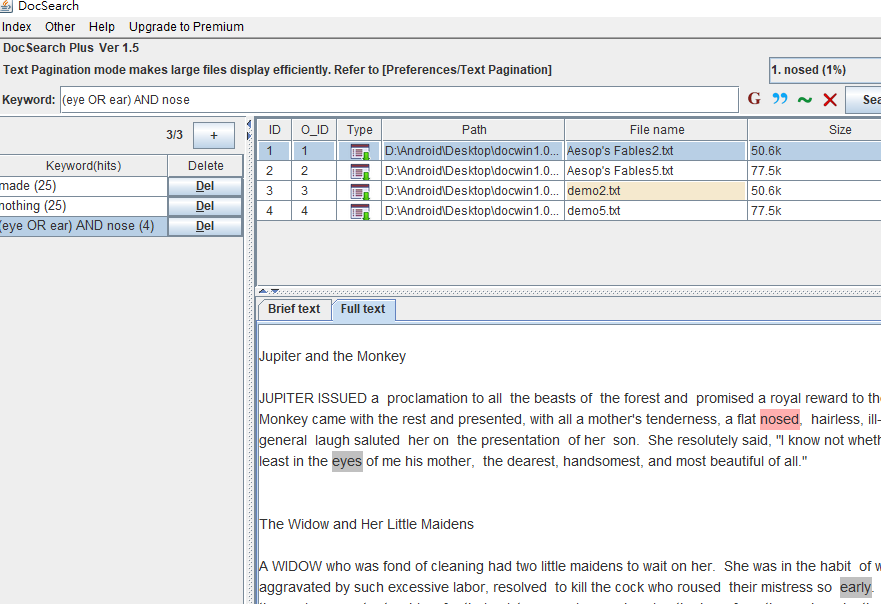 DocSearch
Index Other Help Upgrade to Premium
DocSearch Plus Ver 1.5
Text Pagination mode makes large files display efficiently. Refer to [Preferences/Text Pagination]
1. nosed (1%)
Keyword: (eye OR ear) AND nose G
3/3 +
Keyword(hits) Delete
made (25) Del
nothing (25) Del
(eye OR ear) AND nose (4) Del
ID O_ID Type Path File name Size
1 1 D:\Android\Desktop\docwin1.0... Aesop's Fables2.txt 50.6k
2 2 D:\Android\Desktop\docwin1.0... Aesop's Fables5.txt 77.5k
3 3 D:\Android\Desktop\docwin1.0... demo2.txt 50.6k
4 4 D:\Android\Desktop\docwin1.0... demo5.txt 77.5k
Brief text Full text
Jupiter and the Monkey
JUPITER ISSUED a proclamation to all the beasts of the forest and promised a royal reward to the
Monkey came with the rest and presented, with all a mother's tenderness, a flat nosed, hairless, ill-
general laugh saluted her on the presentation of her son. She resolutely said, "I know not wheth
least in the eyes of me his mother, the dearest, handsomest, and most beautiful of all."
The Widow and Her Little Maidens
A WIDOW who was fond of cleaning had two little maidens to wait on her. She was in the habit of w
aggravated by such excessive labor, resolved to kill the cock who roused their mistress so early.